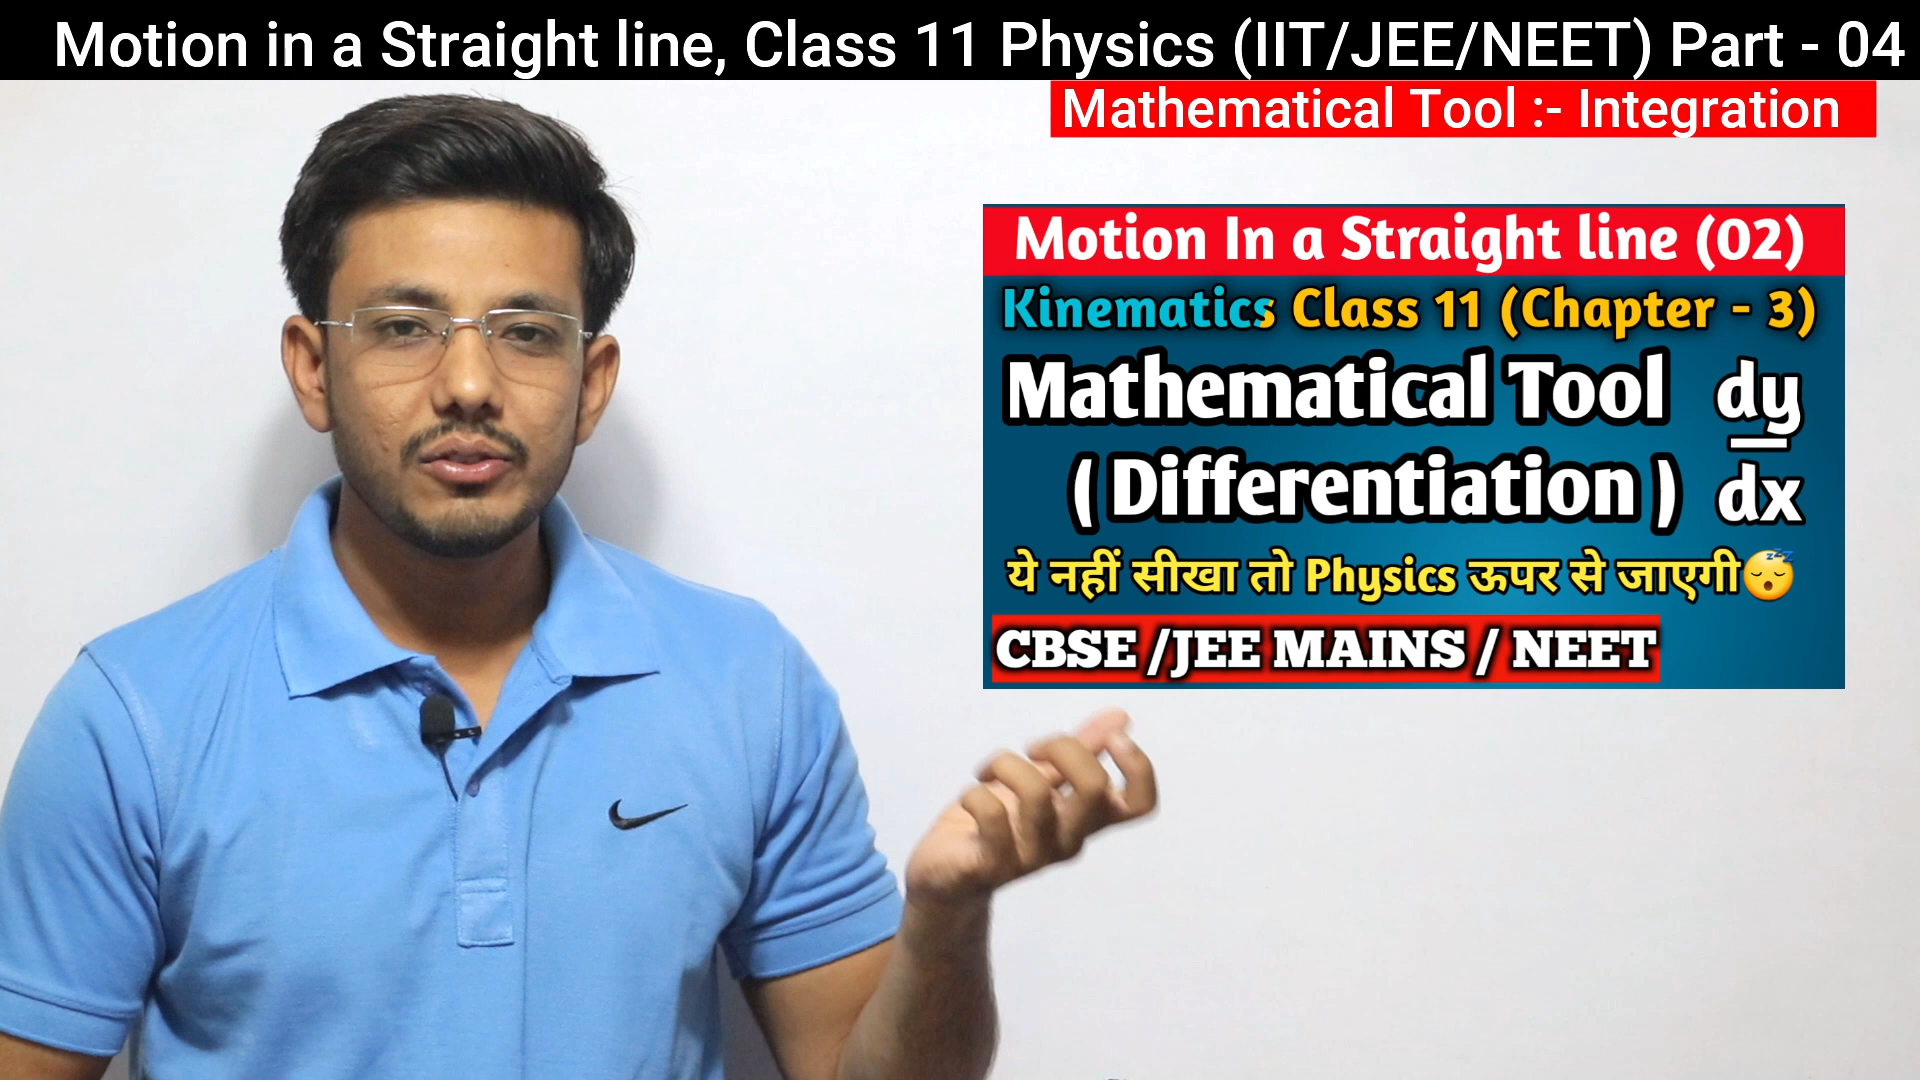 Motion in a Straight line, Class 11 Physics (IIT/JEE/NEET) Part - 04
Mathematical Tool :- Integration
Motion In a Straight line (02)
Kinematics Class 11 (Chapter - 3)
Mathematical Tool dy
( Differentiation ) dx
ये नहीं सीखा तो Physics ऊपर से जाएगी😴
CBSE /JEE MAINS / NEET